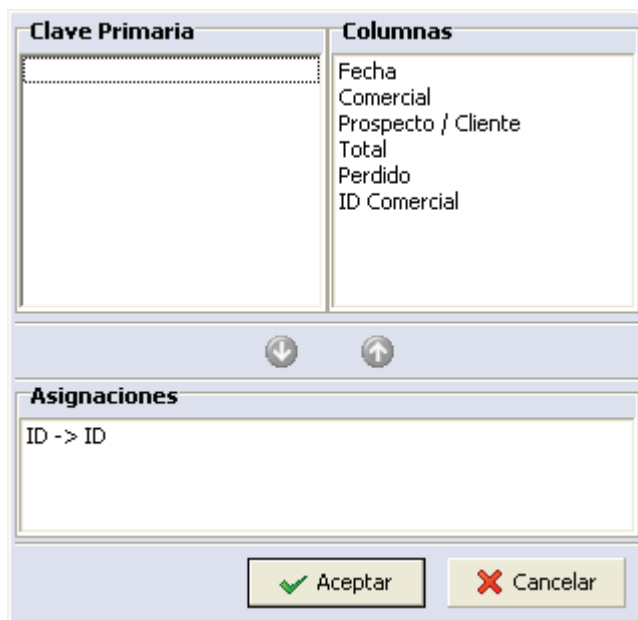 Clave Primaria
Columnas
Fecha
Comercial
Prospecto / Cliente
Total
Perdido
ID Comercial
Asignaciones
ID -> ID
Aceptar
Cancelar